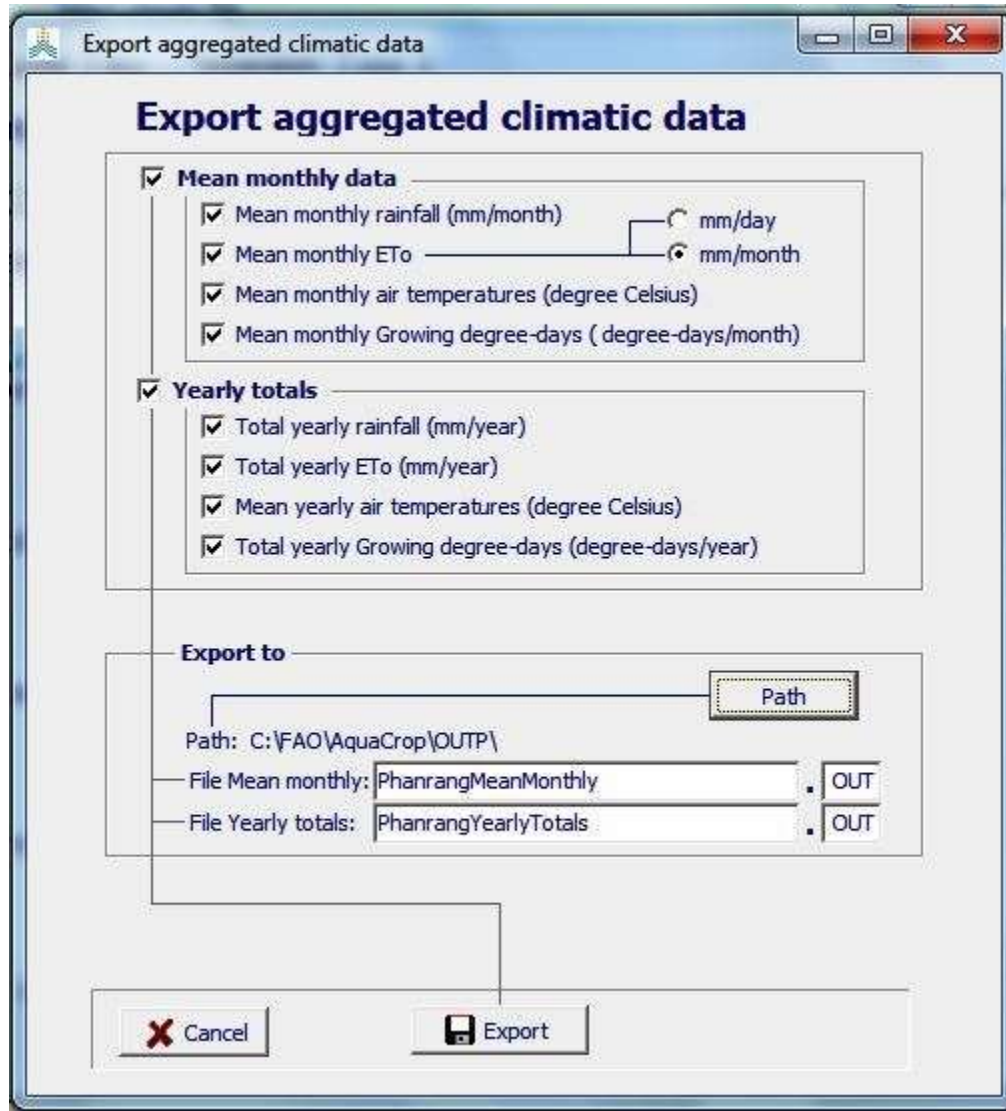 Export aggregated climatic data
Export aggregated climatic data
Mean monthly data
Mean monthly rainfall (mm/month)
mm/day
Mean monthly ETo
mm/month
Mean monthly air temperatures (degree Celsius)
Mean monthly Growing degree-days ( degree-days/month)
Yearly totals
Total yearly rainfall (mm/year)
Total yearly ETo (mm/year)
Mean yearly air temperatures (degree Celsius)
Total yearly Growing degree-days (degree-days/year)
Export to
Path
Path: C:\FAO\AquaCrop\OUTP\
File Mean monthly: PhanrangMeanMonthly . OUT
File Yearly totals: PhanrangYearlyTotals . OUT
Cancel Export